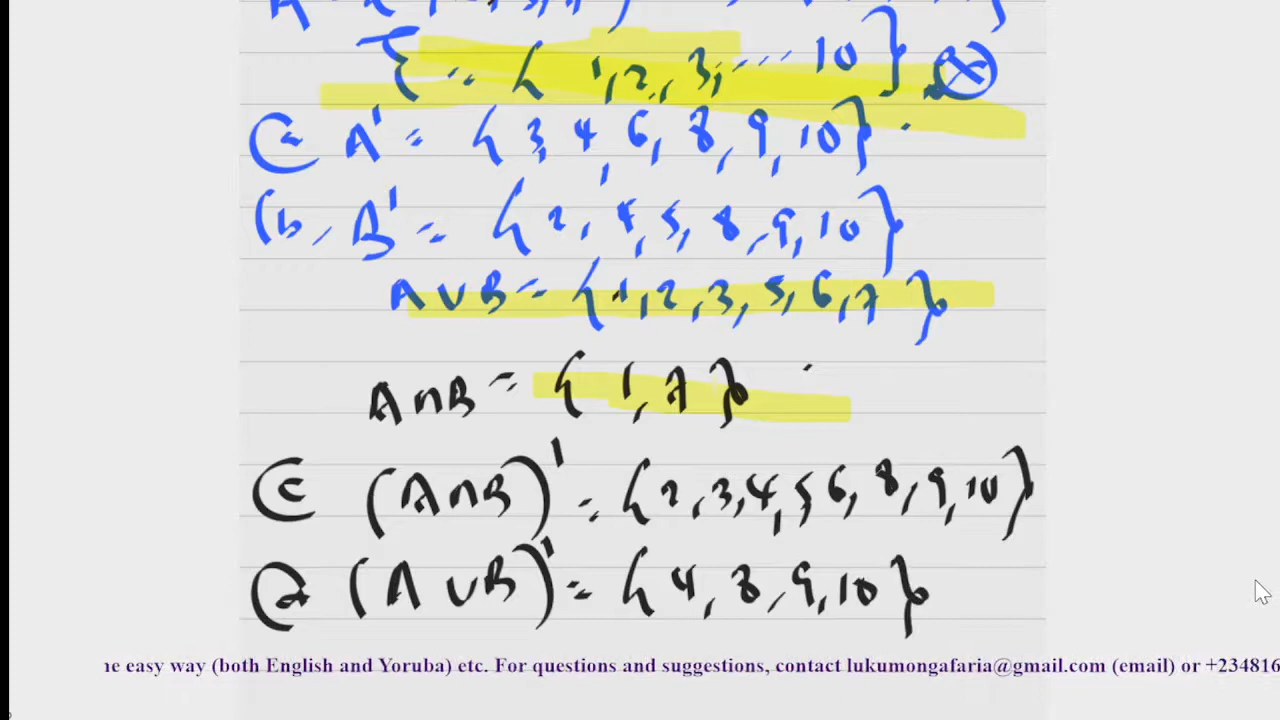 ξ = { 1, 2, 3, ... 10 }
(a) A' = { 3, 4, 6, 8, 9, 10 }
(b, B' = { 2, 4, 5, 8, 9, 10 }
A ∪ B = { 1, 2, 3, 5, 6, 7 }
A ∩ B = { 1, 7 }
(c) (A ∩ B)' = { 2, 3, 4, 5 6, 8, 9, 10 }
(A ∪ B)' = { 4, 8, 9, 10 }
he easy way (both English and Yoruba) etc. For questions and suggestions, contact lukumongafaria@gmail.com (email) or +234816